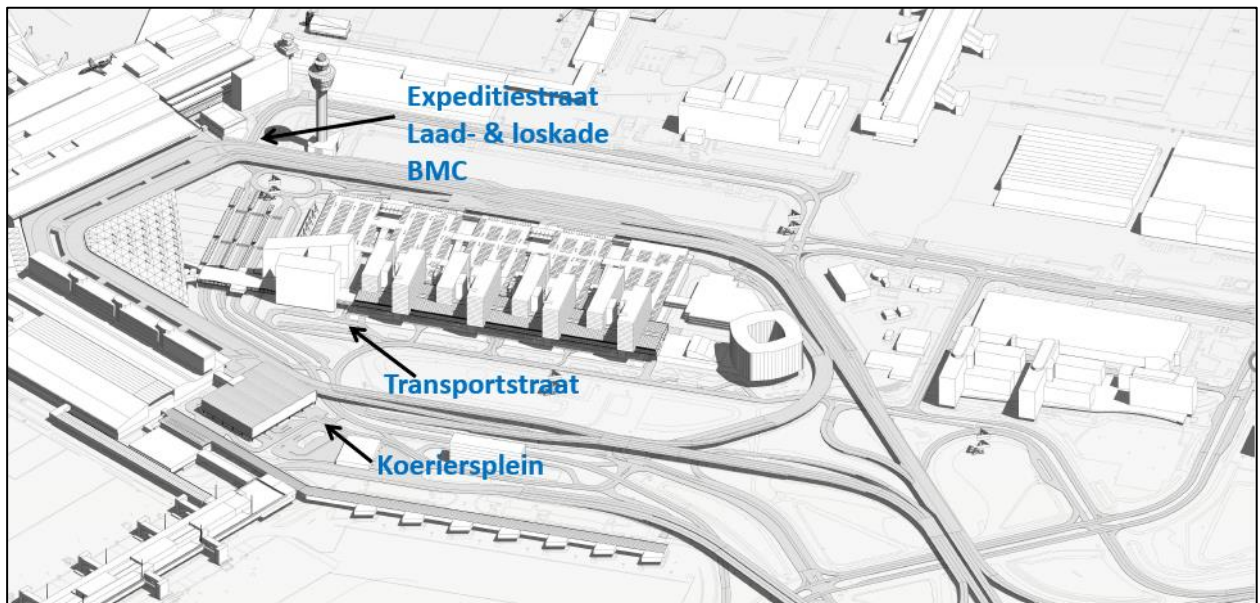 Expeditiestraat
Laad- & loskade
BMC
Transportstraat
Koeriersplein